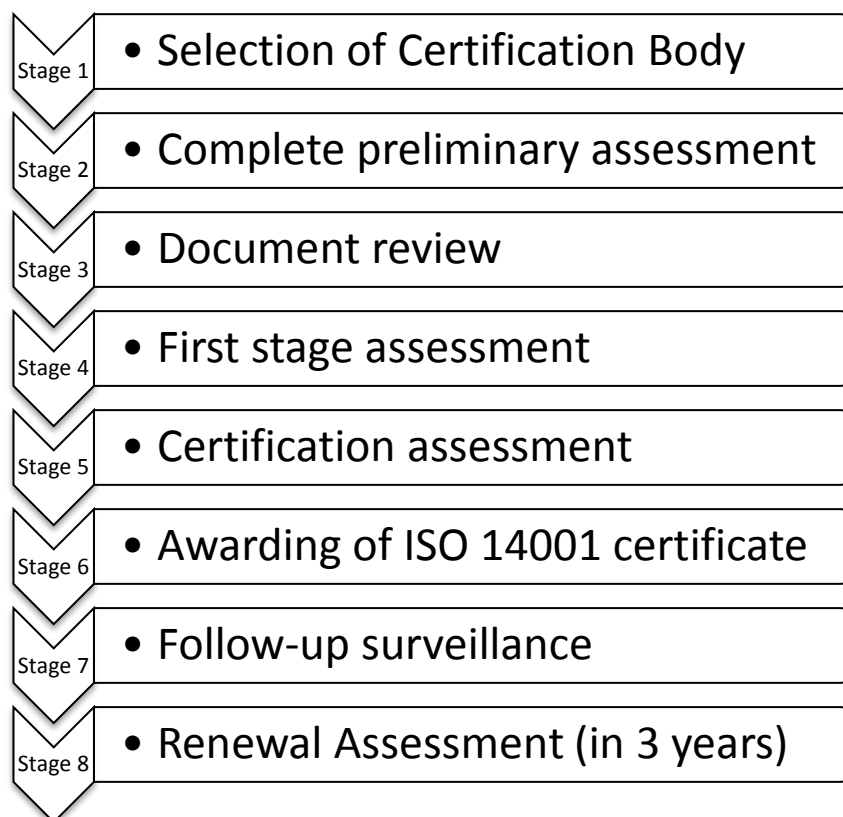 Stage 1
• Selection of Certification Body
Stage 2
• Complete preliminary assessment
Stage 3
• Document review
Stage 4
• First stage assessment
Stage 5
• Certification assessment
Stage 6
• Awarding of ISO 14001 certificate
Stage 7
• Follow-up surveillance
Stage 8
• Renewal Assessment (in 3 years)